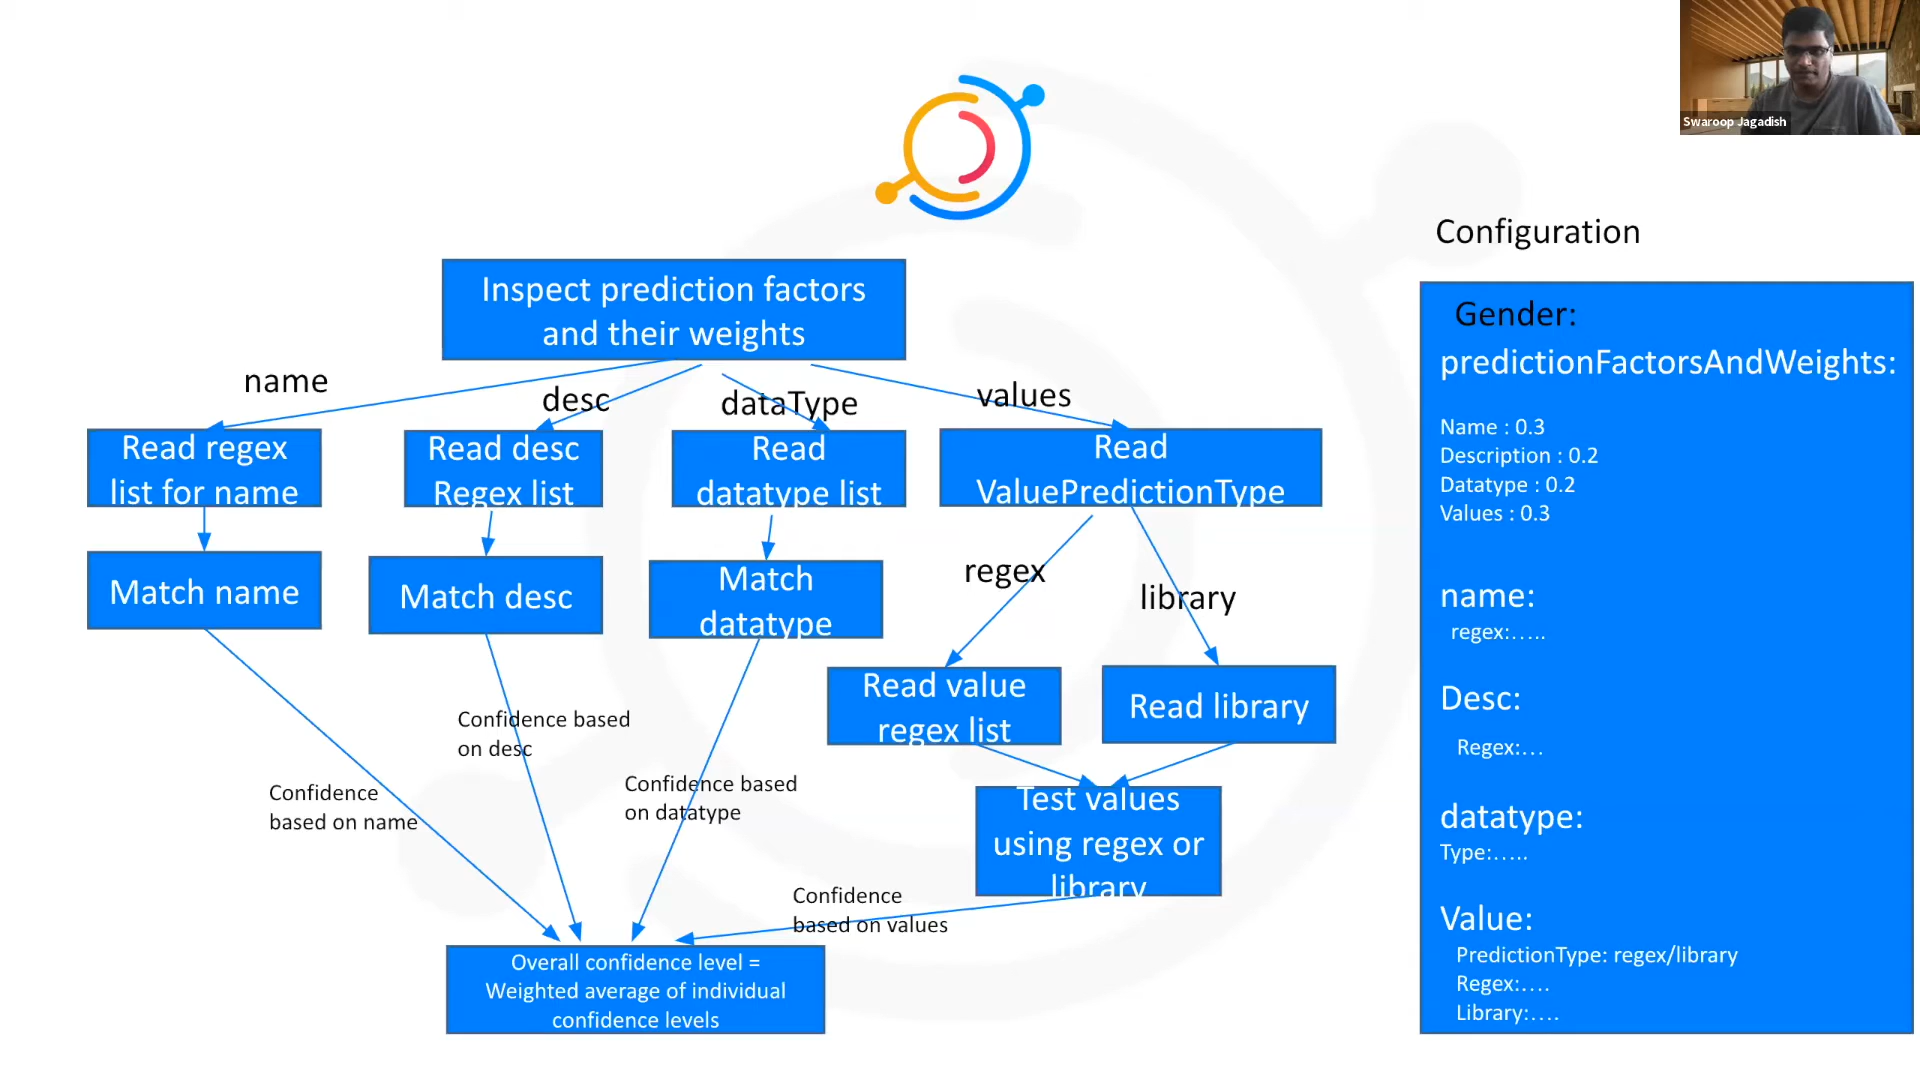 Swaroop Jagadish
Inspect prediction factors
and their weights
name
desc
dataType
values
Read regex
list for name
Read desc
Regex list
Read
datatype list
Read
ValuePredictionType
Match name
Match desc
Match
datatype
regex
library
Read value
regex list
Read library
Confidence based
on desc
Confidence
based on name
Confidence based
on datatype
Test values
using regex or
library
Confidence
based on values
Overall confidence level =
Weighted average of individual
confidence levels
Configuration
Gender:
predictionFactorsAndWeights:
Name : 0.3
Description : 0.2
Datatype : 0.2
Values : 0.3
name:
regex:…..
Desc:
Regex:…
datatype:
Type:…..
Value:
PredictionType: regex/library
Regex:….
Library:….